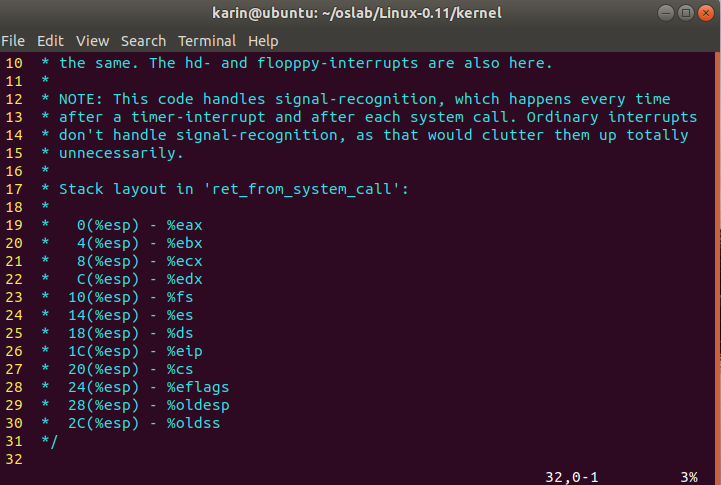 karin@ubuntu: ~/oslab/Linux-0.11/kernel
File Edit View Search Terminal Help
10  * the same. The hd- and flopppy-interrupts are also here.
11  *
12  * NOTE: This code handles signal-recognition, which happens every time
13  * after a timer-interrupt and after each system call. Ordinary interrupts
14  * don't handle signal-recognition, as that would clutter them up totally
15  * unnecessarily.
16  *
17  * Stack layout in 'ret_from_system_call':
18  *
19  *   0(%esp) - %eax
20  *   4(%esp) - %ebx
21  *   8(%esp) - %ecx
22  *   C(%esp) - %edx
23  *  10(%esp) - %fs
24  *  14(%esp) - %es
25  *  18(%esp) - %ds
26  *  1C(%esp) - %eip
27  *  20(%esp) - %cs
28  *  24(%esp) - %eflags
29  *  28(%esp) - %oldesp
30  *  2C(%esp) - %oldss
31  */
32
32,0-1 3%